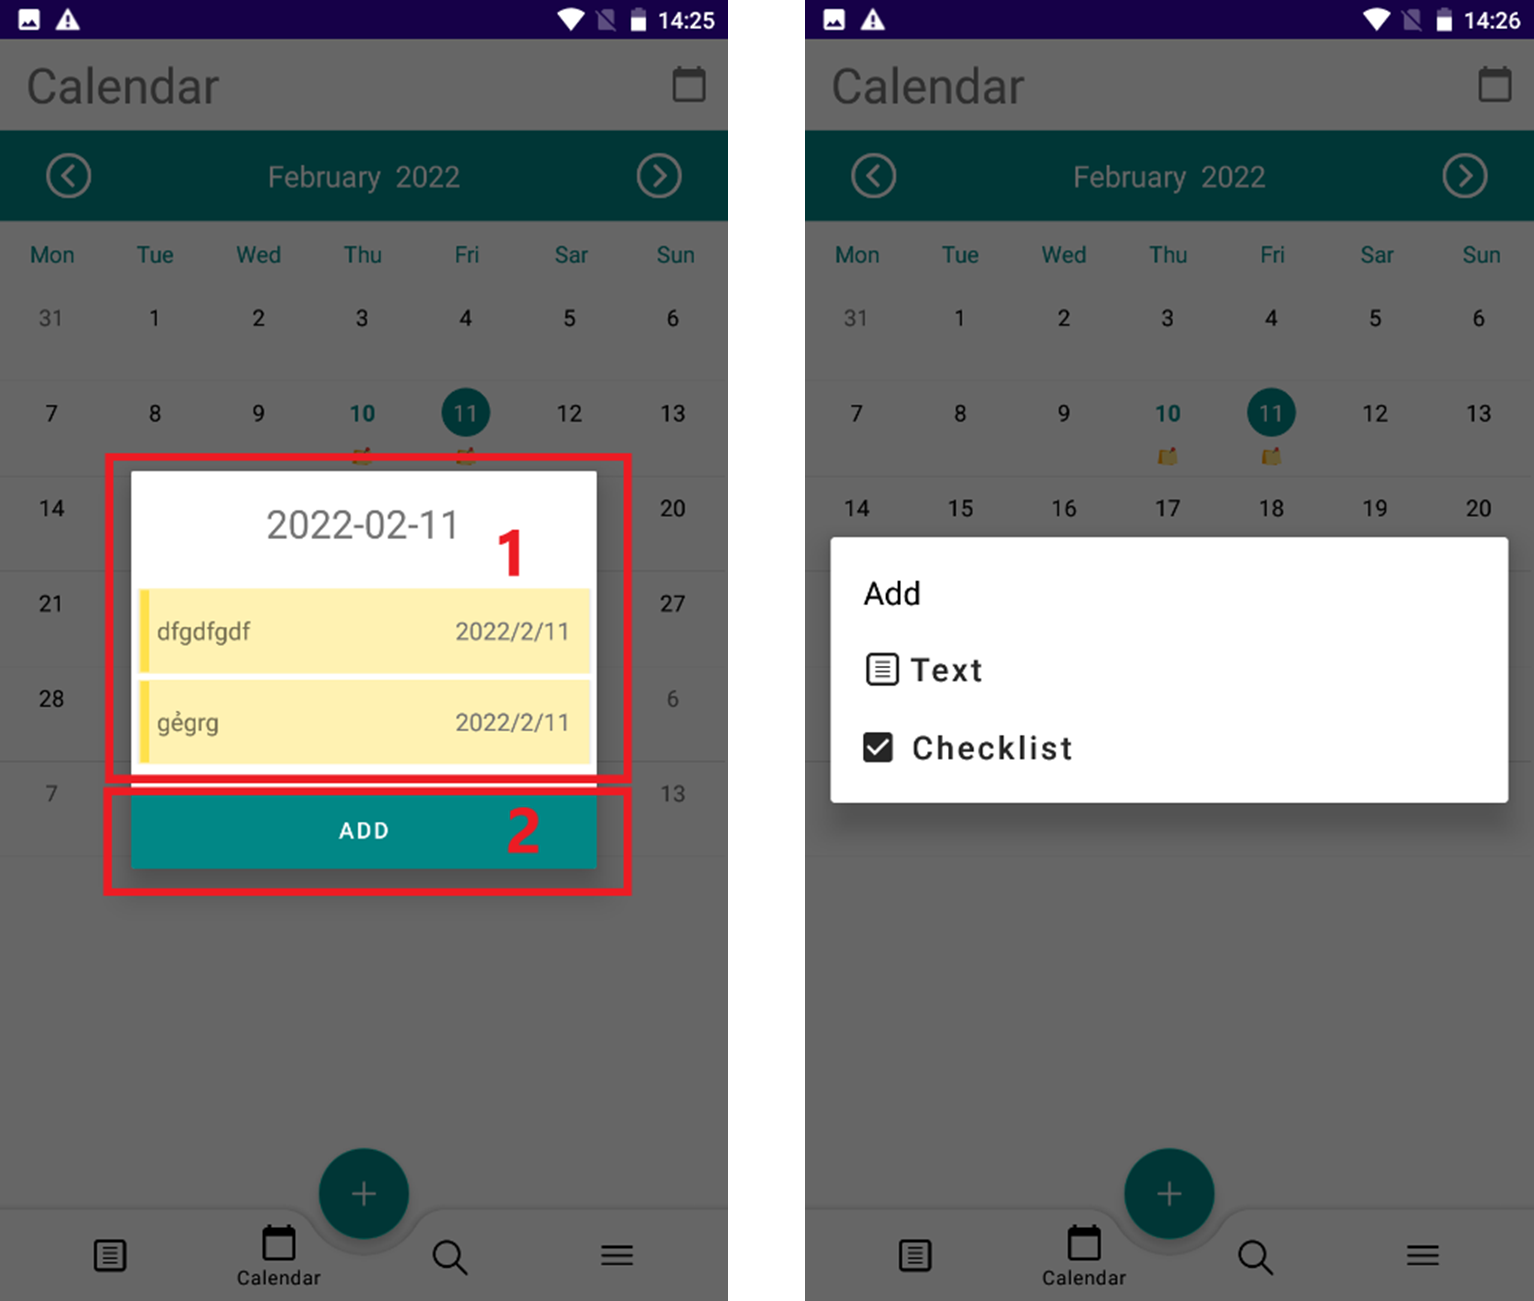 14:25
Calendar
February 2022
Mon Tue Wed Thu Fri Sar Sun
31 1 2 3 4 5 6
7 8 9 10 11 12 13
14 20
2022-02-11 1
21 27
dfgdfgdf 2022/2/11
28 6
gẻgrg 2022/2/11
7 13
ADD 2
Calendar
14:26
Calendar
February 2022
Mon Tue Wed Thu Fri Sar Sun
31 1 2 3 4 5 6
7 8 9 10 11 12 13
14 15 16 17 18 19 20
Add
Text
Checklist
Calendar